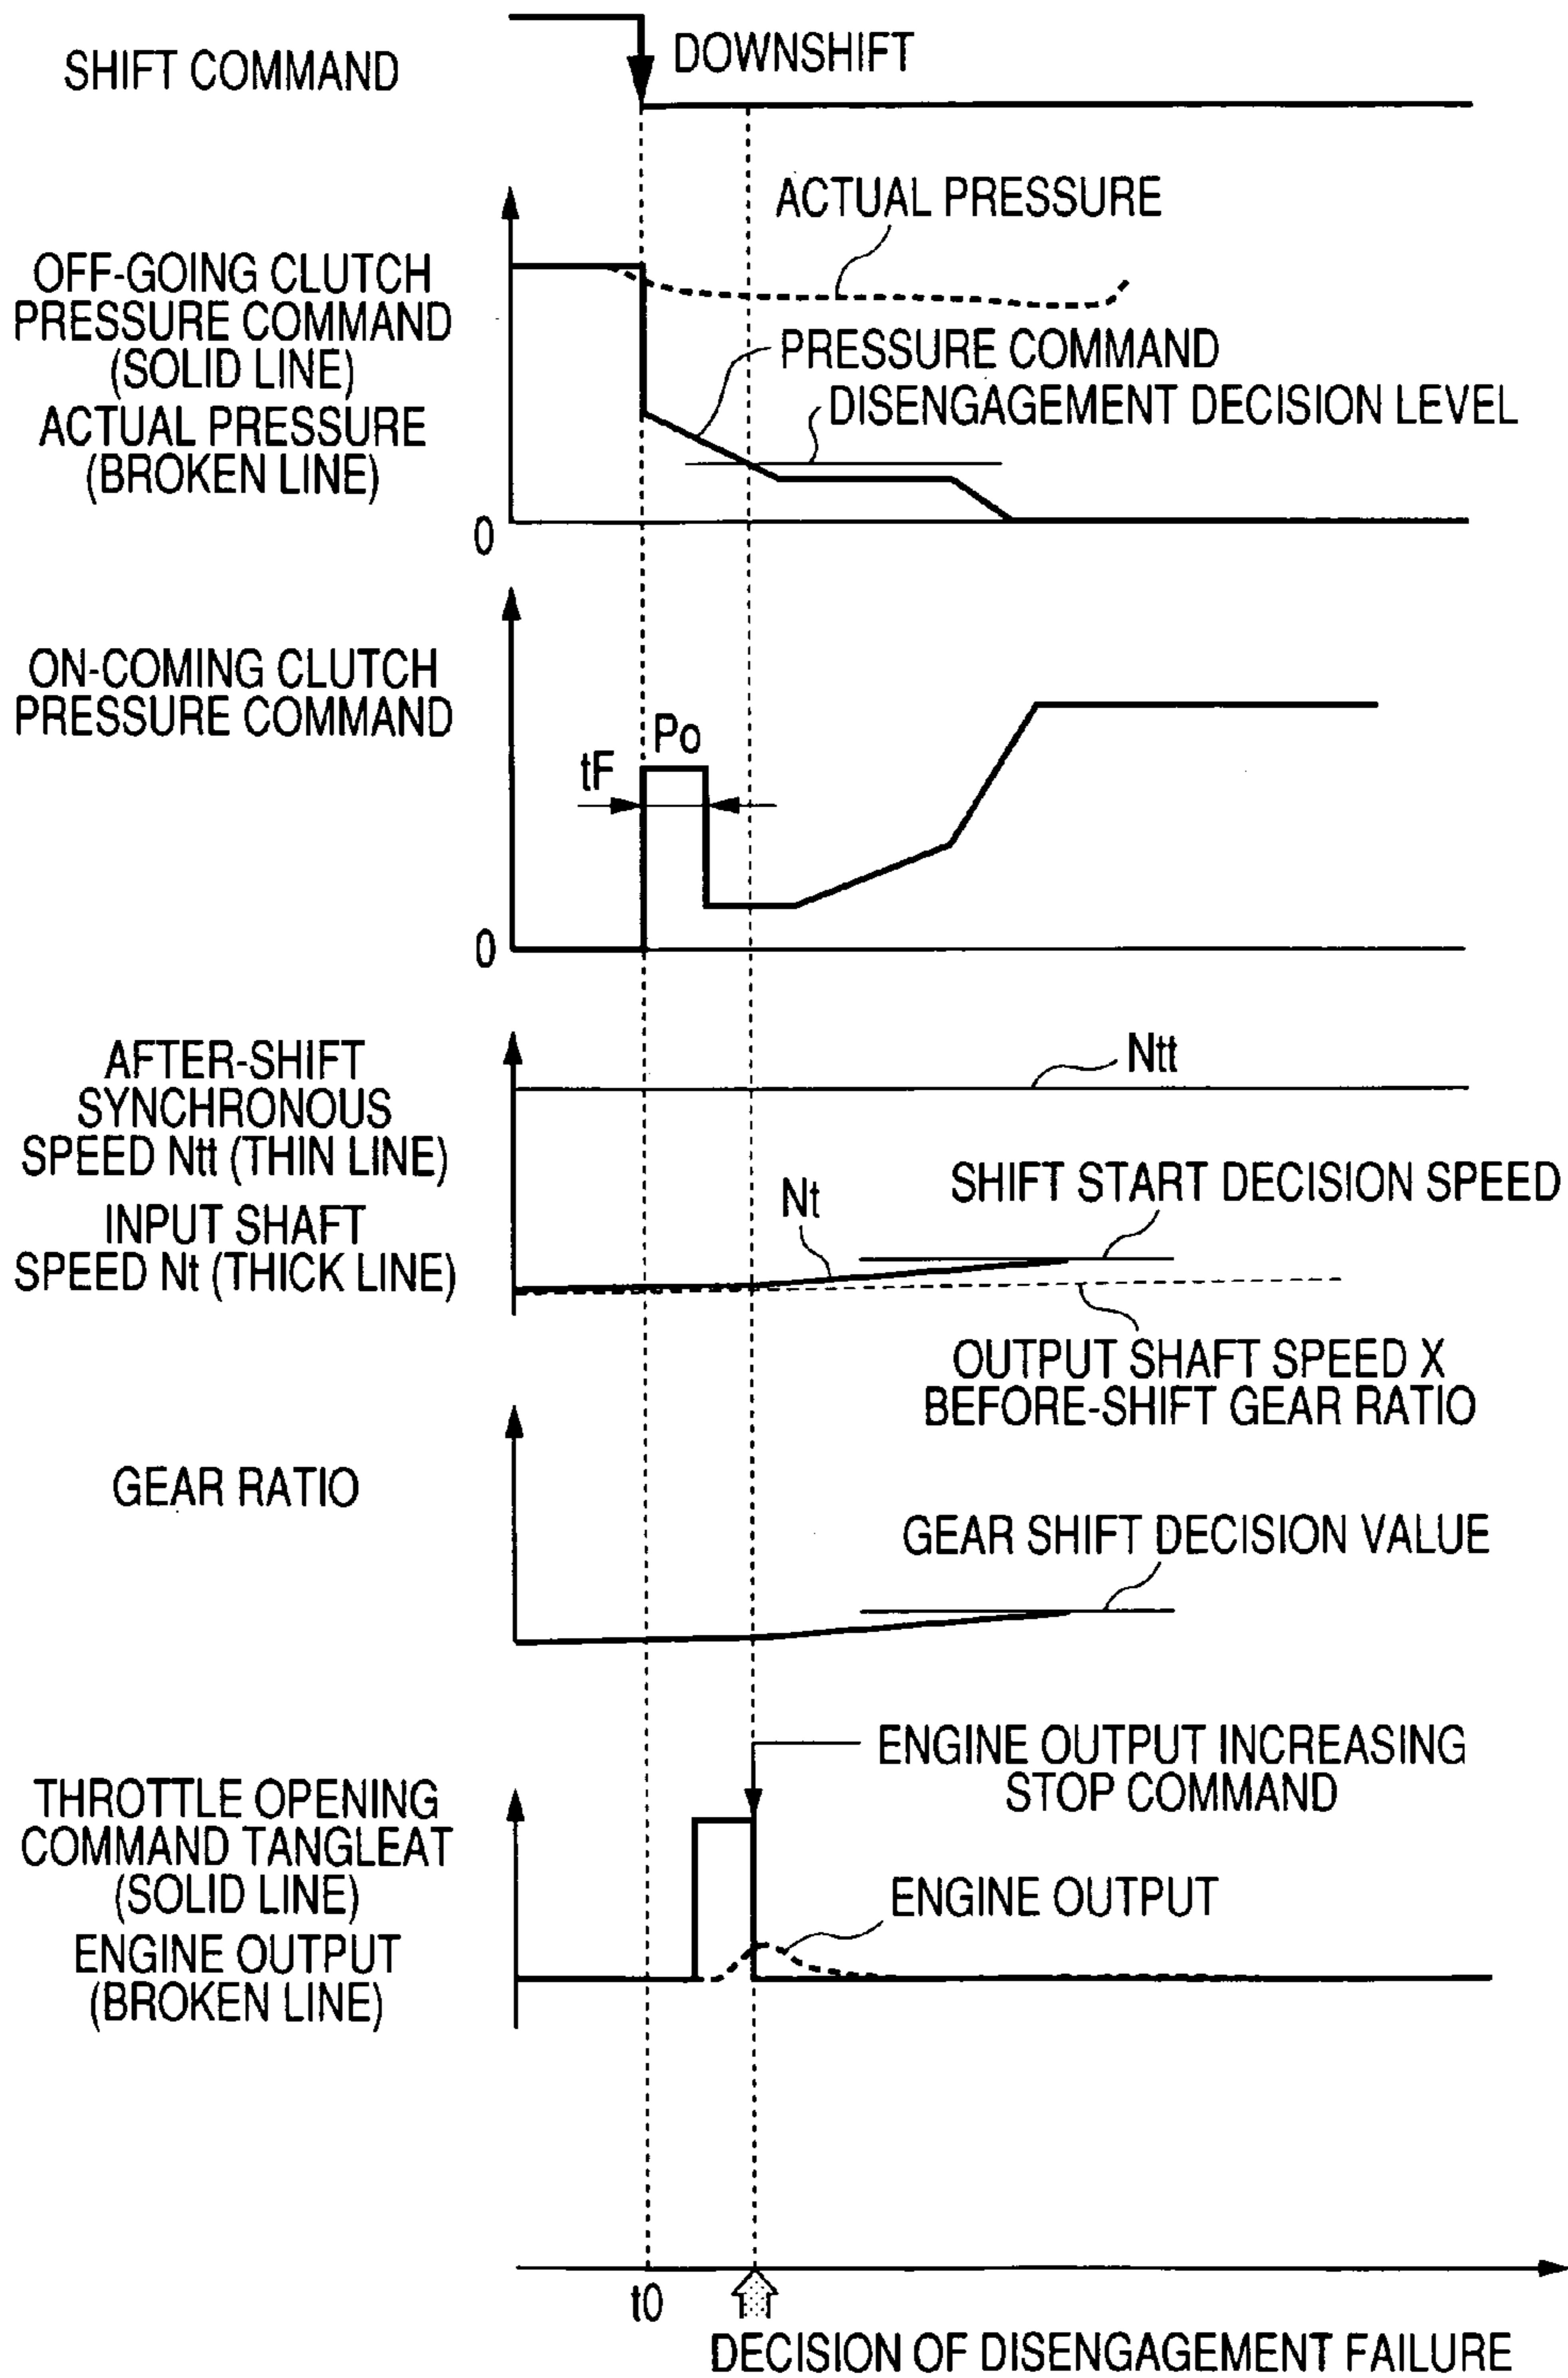 SHIFT COMMAND
DOWNSHIFT
ACTUAL PRESSURE
OFF-GOING CLUTCH
PRESSURE COMMAND
(SOLID LINE)
ACTUAL PRESSURE
(BROKEN LINE)
PRESSURE COMMAND
DISENGAGEMENT DECISION LEVEL
0
ON-COMING CLUTCH
PRESSURE COMMAND
Po
tF
0
AFTER-SHIFT
SYNCHRONOUS
SPEED Ntt (THIN LINE)
INPUT SHAFT
SPEED Nt (THICK LINE)
Ntt
SHIFT START DECISION SPEED
Nt
OUTPUT SHAFT SPEED X
BEFORE-SHIFT GEAR RATIO
GEAR RATIO
GEAR SHIFT DECISION VALUE
ENGINE OUTPUT INCREASING
STOP COMMAND
THROTTLE OPENING
COMMAND TANGLEAT
(SOLID LINE)
ENGINE OUTPUT
(BROKEN LINE)
ENGINE OUTPUT
t0
DECISION OF DISENGAGEMENT FAILURE